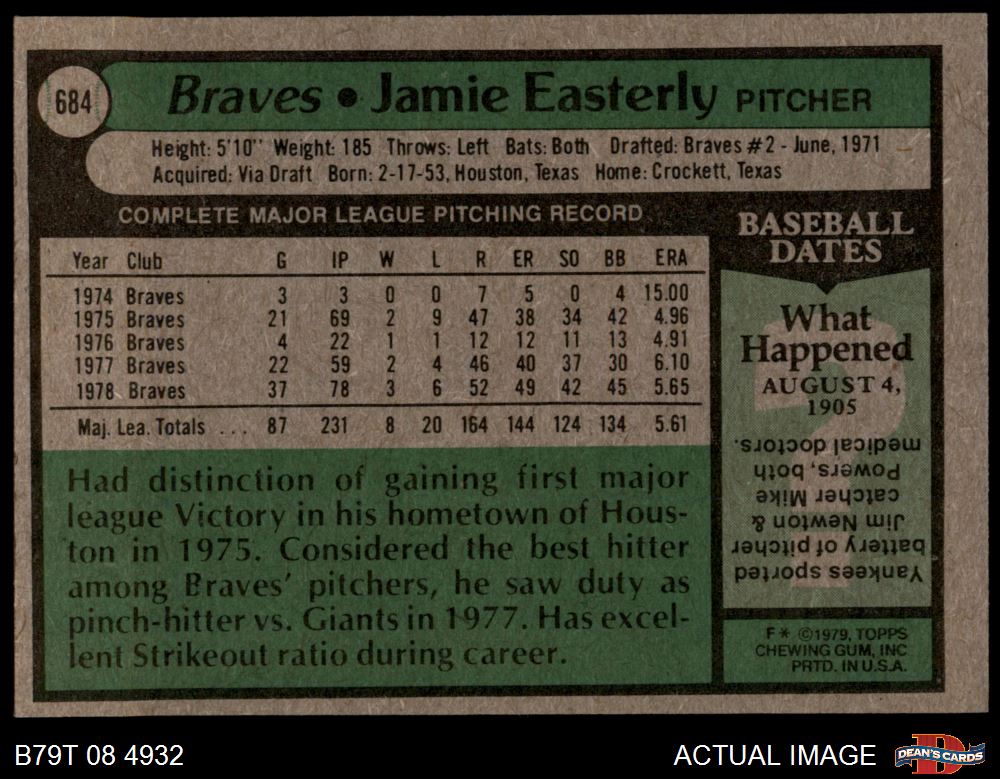 684
Braves • Jamie Easterly PITCHER
Height: 5'10" Weight: 185 Throws: Left Bats: Both Drafted: Braves #2 - June, 1971
Acquired: Via Draft Born: 2-17-53, Houston, Texas Home: Crockett, Texas
COMPLETE MAJOR LEAGUE PITCHING RECORD
Year Club G IP W L R ER SO BB ERA
1974 Braves 3 3 0 0 7 5 0 4 15.00
1975 Braves 21 69 2 9 47 38 34 42 4.96
1976 Braves 4 22 1 1 12 12 11 13 4.91
1977 Braves 22 59 2 4 46 40 37 30 6.10
1978 Braves 37 78 3 6 52 49 42 45 5.65
Maj. Lea. Totals ... 87 231 8 20 164 144 124 134 5.61
Had distinction of gaining first major
league Victory in his hometown of Hous-
ton in 1975. Considered the best hitter
among Braves' pitchers, he saw duty as
pinch-hitter vs. Giants in 1977. Has excel-
lent Strikeout ratio during career.
BASEBALL
DATES
What
Happened
AUGUST 4,
1905
Yankees sported
battery of pitcher
Jim Newton &
catcher Mike
Powers, both
medical doctors.
F* ©1979, TOPPS
CHEWING GUM, INC
PRTD. IN U.S.A.
B79T 08 4932
ACTUAL IMAGE
DEAN'S CARDS